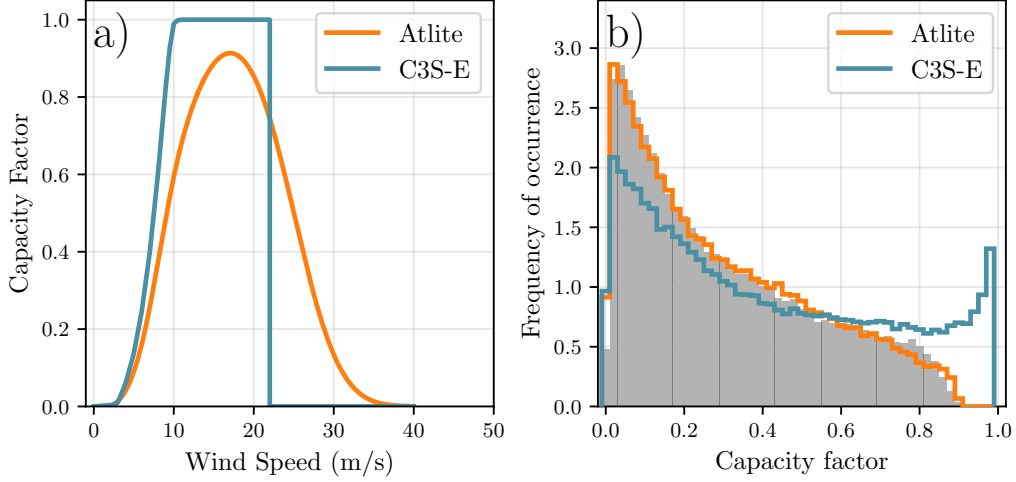 a)
Atlite
C3S-E
1.0
0.8
0.6
0.4
0.2
0.0
Capacity Factor
0
10
20
30
40
50
Wind Speed (m/s)
b)
Atlite
C3S-E
3.0
2.5
2.0
1.5
1.0
0.5
0.0
Frequency of occurrence
0.0
0.2
0.4
0.6
0.8
1.0
Capacity factor